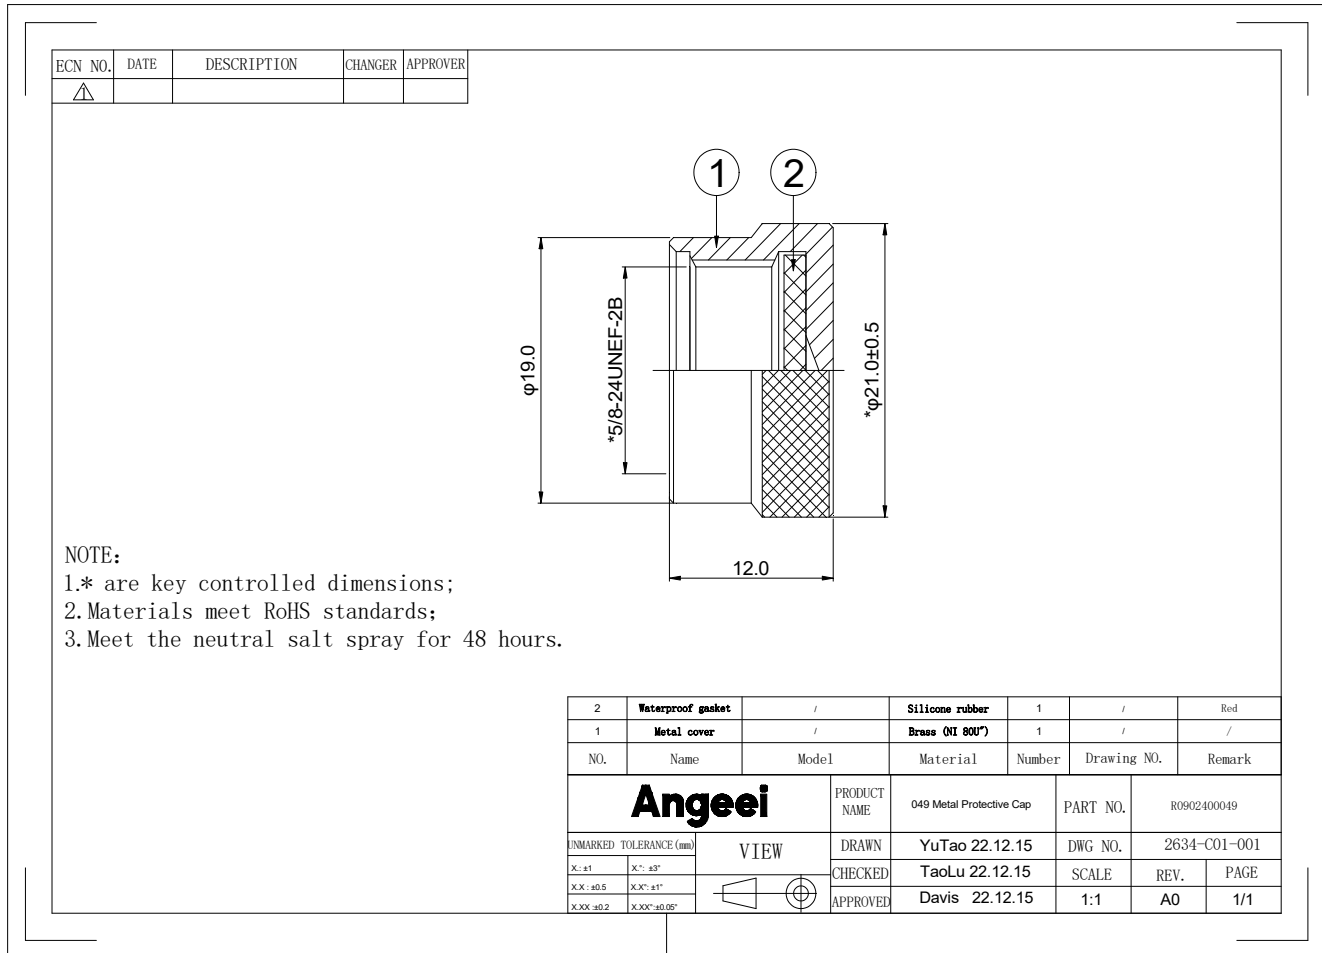 ECN NO. DATE DESCRIPTION CHANGER APPROVER
1
1 2
φ19.0
*5/8-24UNEF-2B
*φ21.0±0.5
12.0
NOTE:
1.* are key controlled dimensions;
2.Materials meet RoHS standards;
3.Meet the neutral salt spray for 48 hours.
2 Waterproof gasket / Silicone rubber 1 / Red
1 Metal cover / Brass (NI 80U") 1 / /
NO. Name Model Material Number Drawing NO. Remark
Angeei
PRODUCT NAME 049 Metal Protective Cap PART NO. R0902400049
UNMARKED TOLERANCE(mm) VIEW DRAWN YuTao 22.12.15 DWG NO. 2634-C01-001
X.: ±1 X.°: ±3° CHECKED TaoLu 22.12.15 SCALE REV. PAGE
X.X : ±0.5 X.X°: ±1°
X.XX :±0.2 X.XX°:±0.05° APPROVED Davis 22.12.15 1:1 A0 1/1